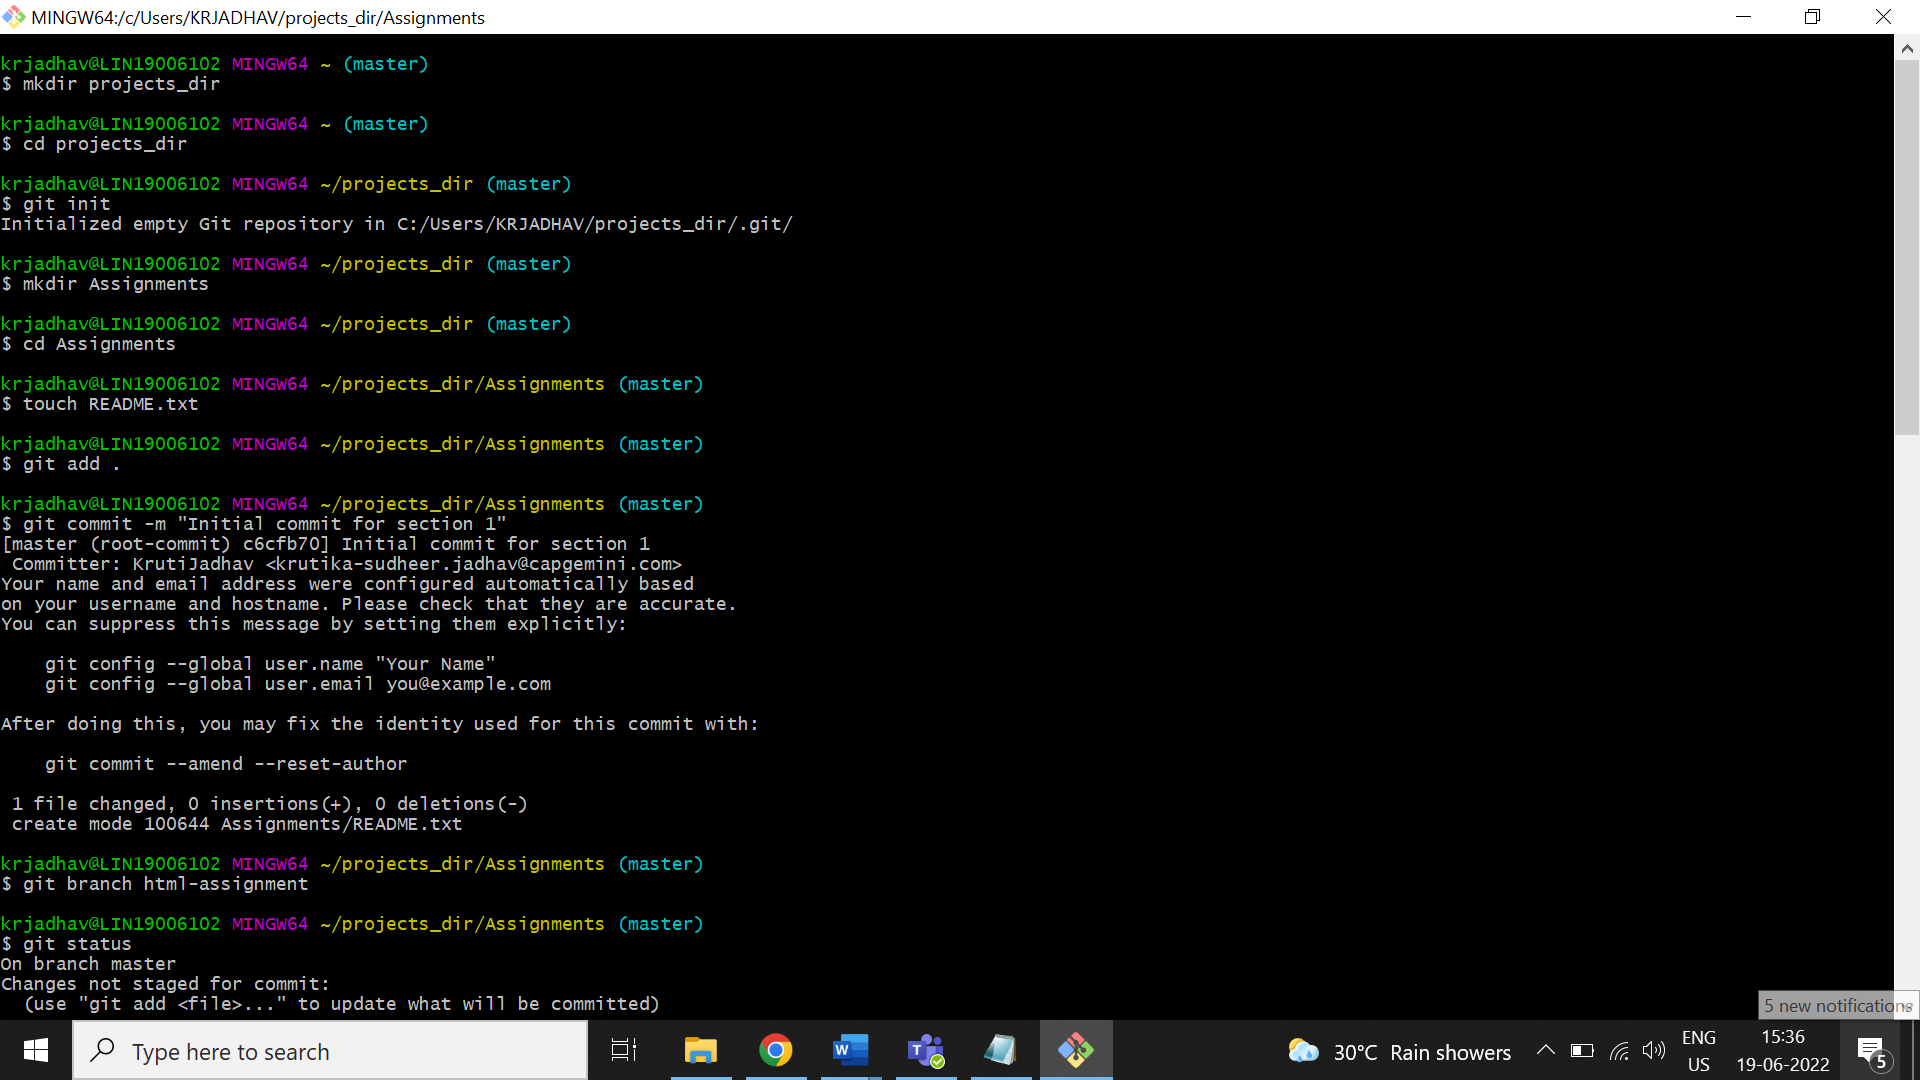 MINGW64:/c/Users/KRJADHAV/projects_dir/Assignments
krjadhav@LIN19006102 MINGW64 ~ (master)
$ mkdir projects_dir
krjadhav@LIN19006102 MINGW64 ~ (master)
$ cd projects_dir
krjadhav@LIN19006102 MINGW64 ~/projects_dir (master)
$ git init
Initialized empty Git repository in C:/Users/KRJADHAV/projects_dir/.git/
krjadhav@LIN19006102 MINGW64 ~/projects_dir (master)
$ mkdir Assignments
krjadhav@LIN19006102 MINGW64 ~/projects_dir (master)
$ cd Assignments
krjadhav@LIN19006102 MINGW64 ~/projects_dir/Assignments (master)
$ touch README.txt
krjadhav@LIN19006102 MINGW64 ~/projects_dir/Assignments (master)
$ git add .
krjadhav@LIN19006102 MINGW64 ~/projects_dir/Assignments (master)
$ git commit -m "Initial commit for section 1"
[master (root-commit) c6cfb70] Initial commit for section 1
 Committer: KrutiJadhav <krutika-sudheer.jadhav@capgemini.com>
Your name and email address were configured automatically based
on your username and hostname. Please check that they are accurate.
You can suppress this message by setting them explicitly:
    git config --global user.name "Your Name"
    git config --global user.email you@example.com
After doing this, you may fix the identity used for this commit with:
    git commit --amend --reset-author
 1 file changed, 0 insertions(+), 0 deletions(-)
 create mode 100644 Assignments/README.txt
krjadhav@LIN19006102 MINGW64 ~/projects_dir/Assignments (master)
$ git branch html-assignment
krjadhav@LIN19006102 MINGW64 ~/projects_dir/Assignments (master)
$ git status
On branch master
Changes not staged for commit:
  (use "git add <file>..." to update what will be committed)
5 new notifications
Type here to search
30°C Rain showers
ENG
US
15:36
19-06-2022
5